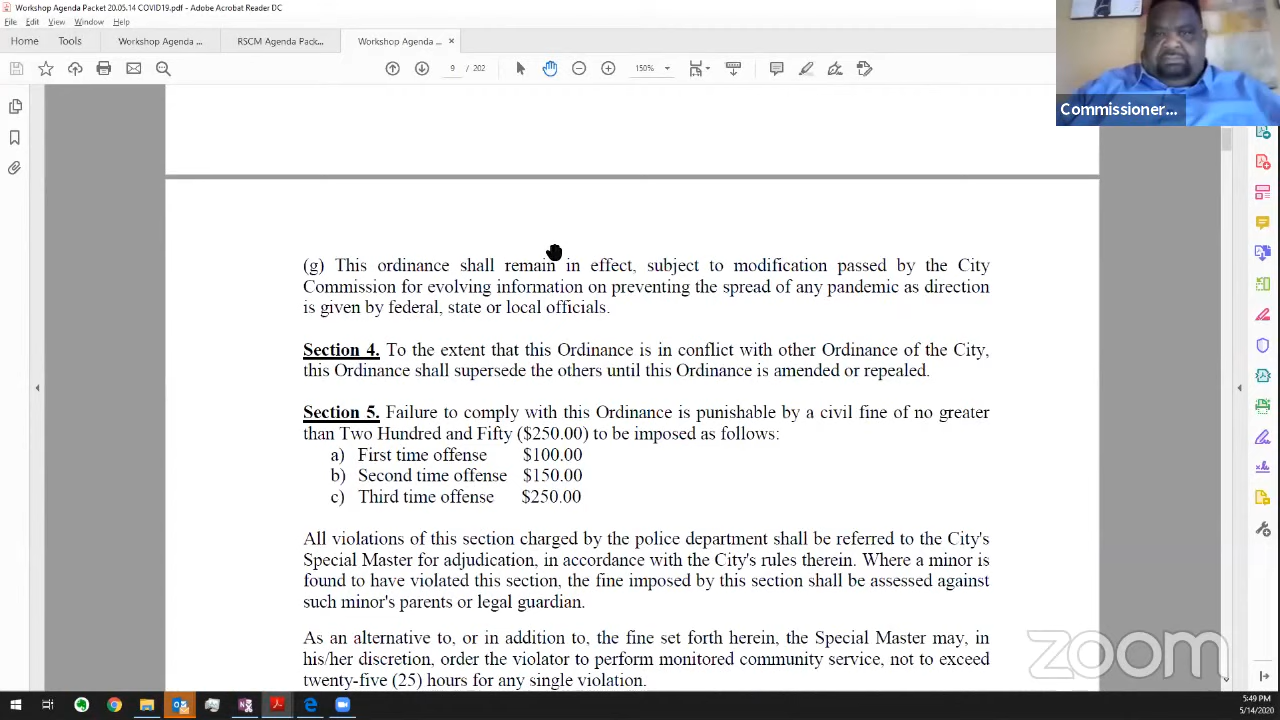 Workshop Agenda Packet 20.05.14 COVID19.pdf - Adobe Acrobat Reader DC
File Edit View Window Help
Home Tools Workshop Agenda ... RSCM Agenda Pack... Workshop Agenda ... ×
9 / 202 150%
Commissioner...
(g) This ordinance shall remain in effect, subject to modification passed by the City
Commission for evolving information on preventing the spread of any pandemic as direction
is given by federal, state or local officials.
Section 4. To the extent that this Ordinance is in conflict with other Ordinance of the City,
this Ordinance shall supersede the others until this Ordinance is amended or repealed.
Section 5. Failure to comply with this Ordinance is punishable by a civil fine of no greater
than Two Hundred and Fifty ($250.00) to be imposed as follows:
a) First time offense $100.00
b) Second time offense $150.00
c) Third time offense $250.00
All violations of this section charged by the police department shall be referred to the City's
Special Master for adjudication, in accordance with the City's rules therein. Where a minor is
found to have violated this section, the fine imposed by this section shall be assessed against
such minor's parents or legal guardian.
As an alternative to, or in addition to, the fine set forth herein, the Special Master may, in
his/her discretion, order the violator to perform monitored community service, not to exceed
twenty-five (25) hours for any single violation.
zoom
5:49 PM
5/14/2020